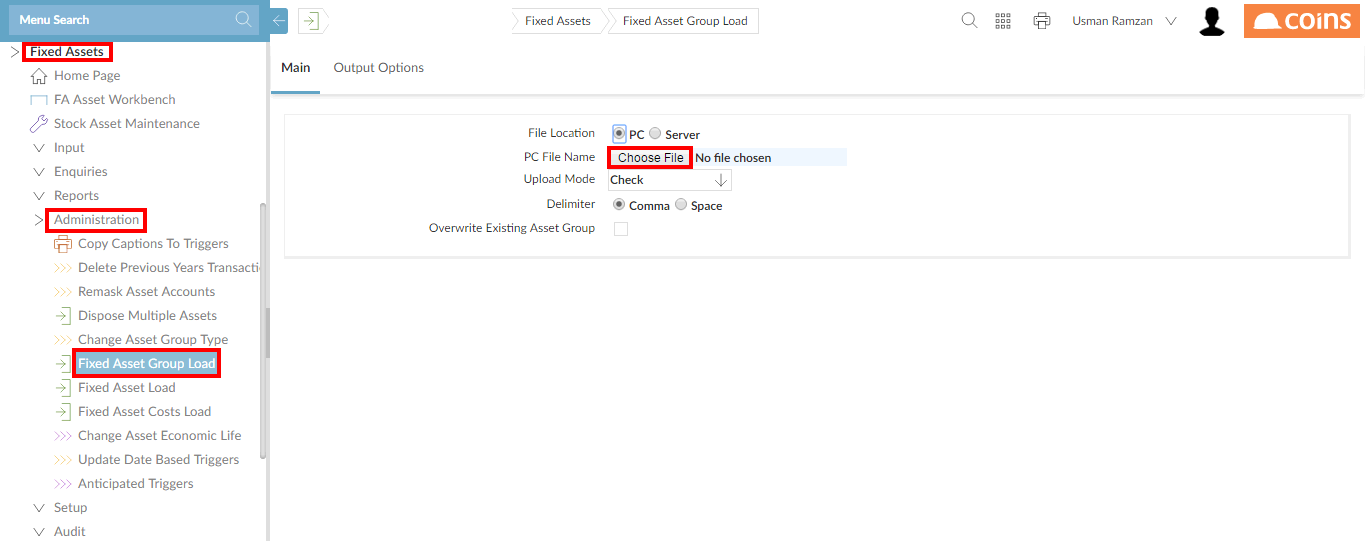 Menu Search
Fixed Assets
Home Page
FA Asset Workbench
Stock Asset Maintenance
Input
Enquiries
Reports
Administration
Copy Captions To Triggers
Delete Previous Years Transacti
Remask Asset Accounts
Dispose Multiple Assets
Change Asset Group Type
Fixed Asset Group Load
Fixed Asset Load
Fixed Asset Costs Load
Change Asset Economic Life
Update Date Based Triggers
Anticipated Triggers
Setup
Audit
Fixed Assets Fixed Asset Group Load
Usman Ramzan
coins
Main Output Options
File Location PC Server
PC File Name Choose File No file chosen
Upload Mode Check
Delimiter Comma Space
Overwrite Existing Asset Group